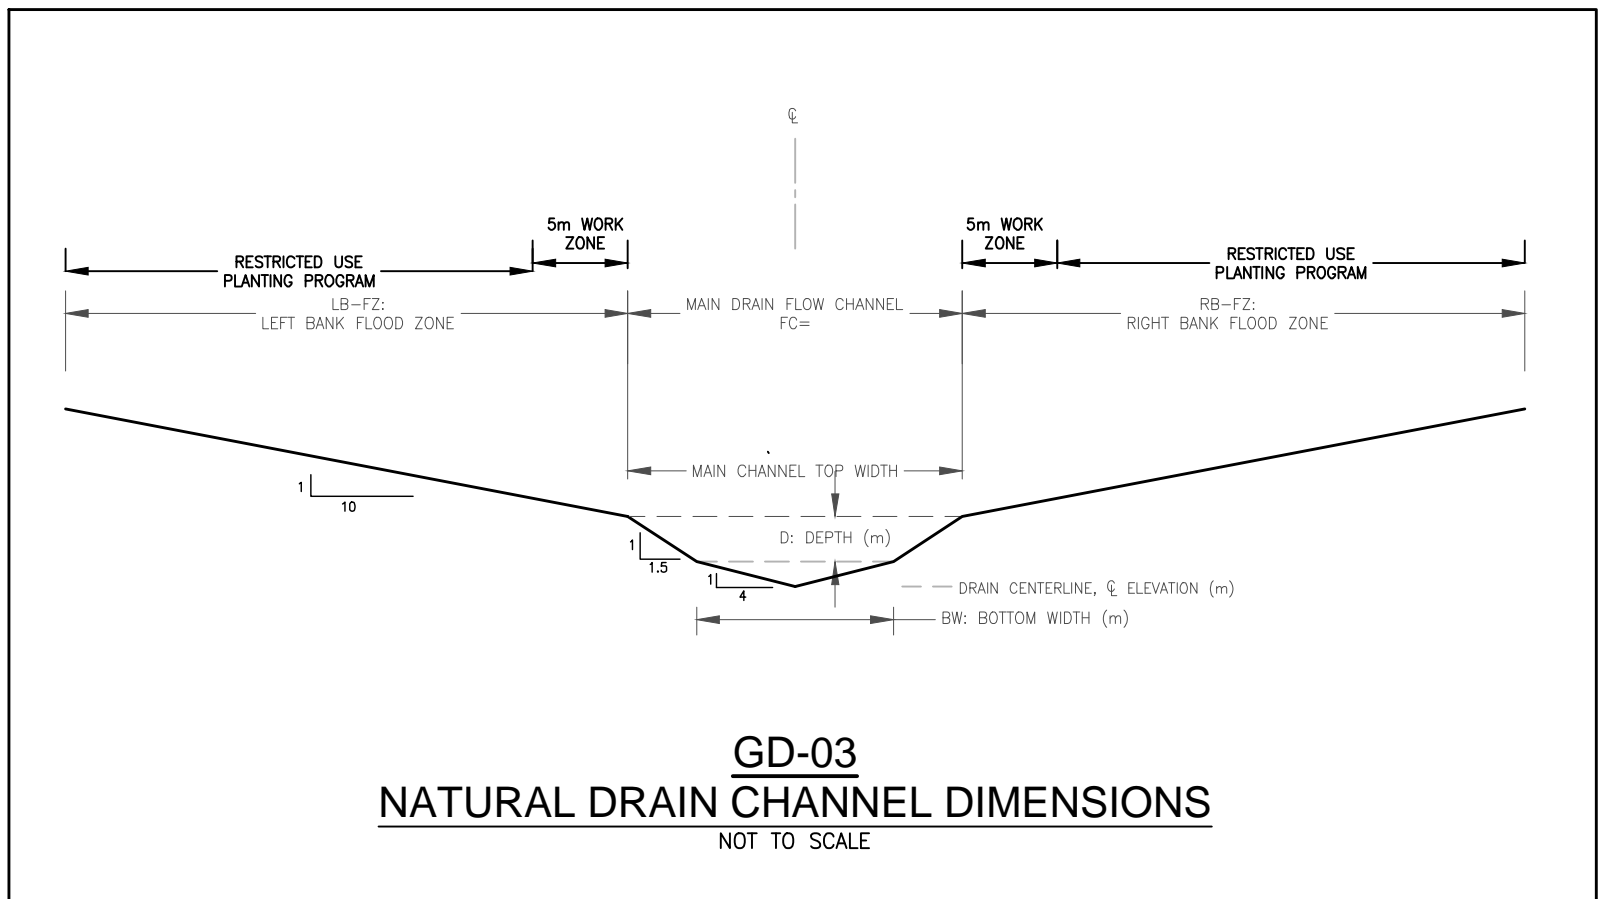 ℄
5m WORK
ZONE
5m WORK
ZONE
RESTRICTED USE
PLANTING PROGRAM
RESTRICTED USE
PLANTING PROGRAM
LB-FZ:
LEFT BANK FLOOD ZONE
MAIN DRAIN FLOW CHANNEL
FC=
RB-FZ:
RIGHT BANK FLOOD ZONE
MAIN CHANNEL TOP WIDTH
1
10
D: DEPTH (m)
1
1.5
1
4
DRAIN CENTERLINE, ℄ ELEVATION (m)
BW: BOTTOM WIDTH (m)
GD-03
NATURAL DRAIN CHANNEL DIMENSIONS
NOT TO SCALE